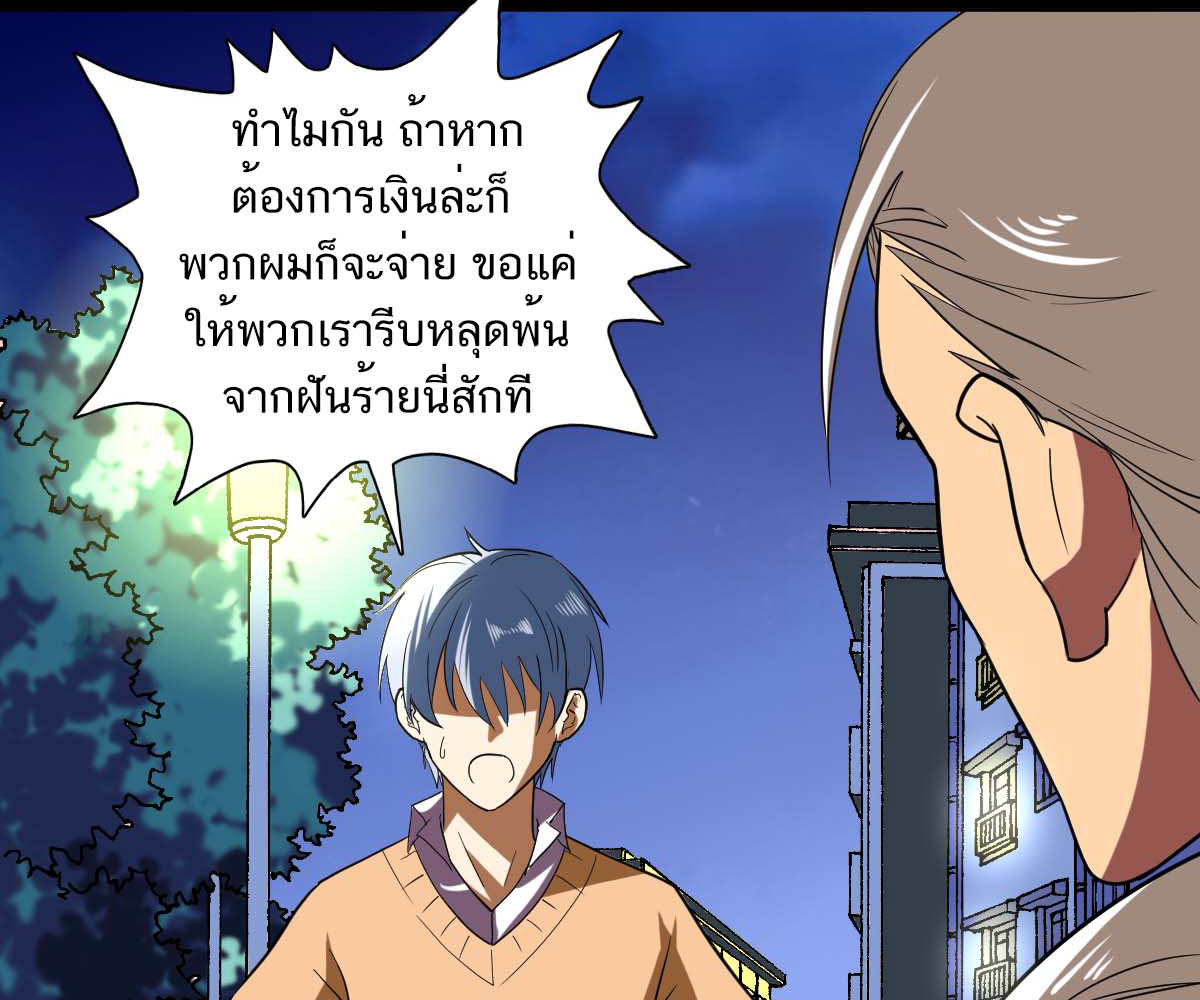 ทำไมกัน ถ้าหาก
ต้องการเงินล่ะก็
พวกผมก็จะจ่าย ขอแค่
ให้พวกเรารีบหลุดพ้น
จากฝันร้ายนี่สักที